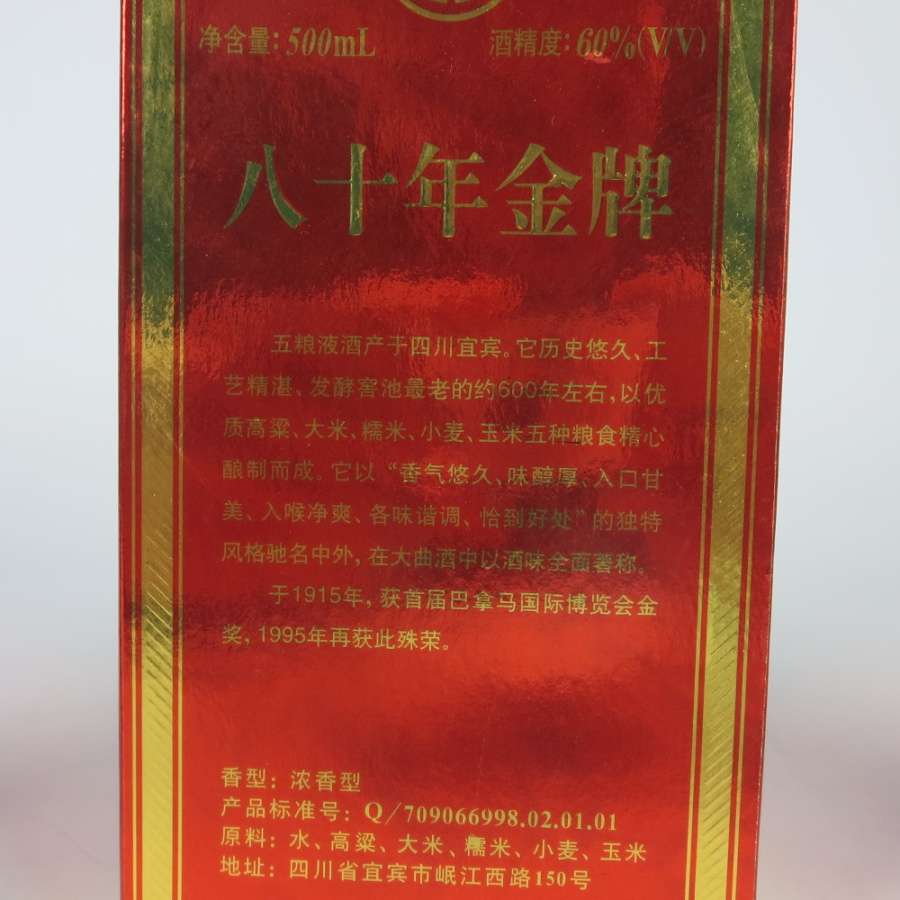 净含量：500mL 酒精度：60%(V/V)
八十年金牌
五粮液酒产于四川宜宾。它历史悠久、工
艺精湛、发酵窖池最老的约600年左右，以优
质高粱、大米、糯米、小麦、玉米五种粮食精心
酿制而成。它以“香气悠久、味醇厚、入口甘
美、入喉净爽、各味谐调、恰到好处”的独特
风格驰名中外，在大曲酒中以酒味全面著称。
于1915年，获首届巴拿马国际博览会金
奖，1995年再获此殊荣。
香型：浓香型
产品标准号：Q/709066998.02.01.01
原料：水、高粱、大米、糯米、小麦、玉米
地址：四川省宜宾市岷江西路150号